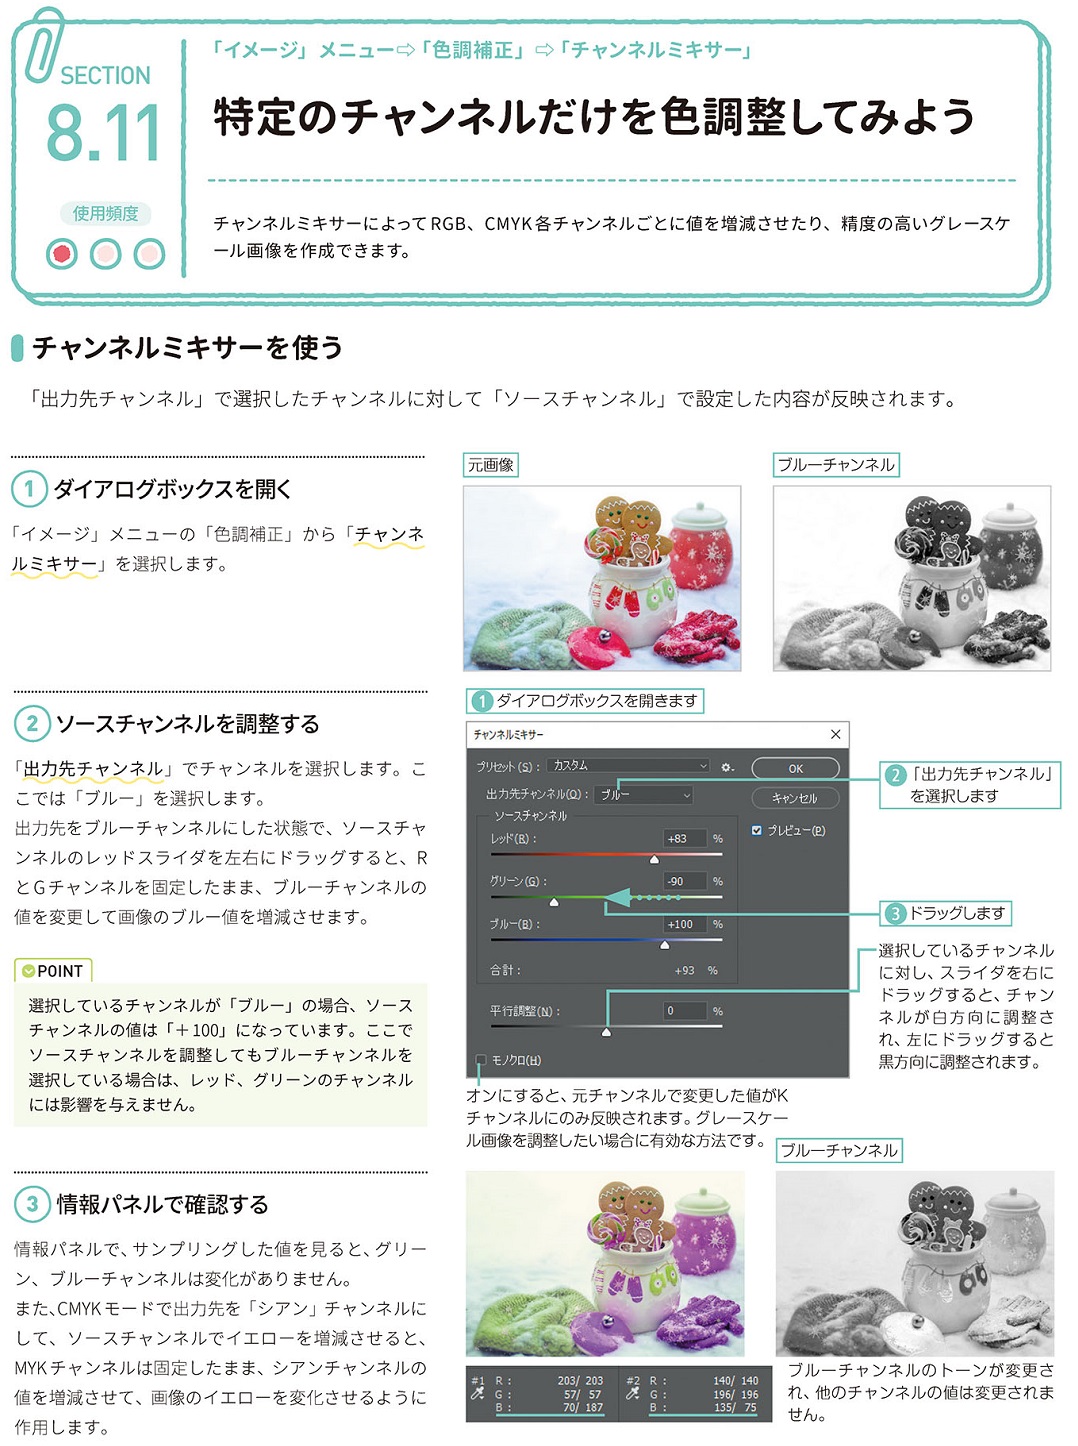 SECTION
8.11
使用頻度
「イメージ」メニュー⇨「色調補正」⇨「チャンネルミキサー」
特定のチャンネルだけを色調整してみよう
チャンネルミキサーによってRGB、CMYK各チャンネルごとに値を増減させたり、精度の高いグレースケ
ール画像を作成できます。
チャンネルミキサーを使う
「出力先チャンネル」で選択したチャンネルに対して「ソースチャンネル」で設定した内容が反映されます。
1 ダイアログボックスを開く
「イメージ」メニューの「色調補正」から「チャンネ
ルミキサー」を選択します。
元画像
ブルーチャンネル
2 ソースチャンネルを調整する
「出力先チャンネル」でチャンネルを選択します。こ
こでは「ブルー」を選択します。
出力先をブルーチャンネルにした状態で、ソースチャ
ンネルのレッドスライダを左右にドラッグすると、R
とGチャンネルを固定したまま、ブルーチャンネルの
値を変更して画像のブルー値を増減させます。
POINT
選択しているチャンネルが「ブルー」の場合、ソース
チャンネルの値は「＋100」になっています。ここで
ソースチャンネルを調整してもブルーチャンネルを
選択している場合は、レッド、グリーンのチャンネル
には影響を与えません。
1 ダイアログボックスを開きます
チャンネルミキサー
プリセット(S)： カスタム
OK
出力先チャンネル(O)： ブルー
キャンセル
ソースチャンネル
プレビュー(P)
レッド(R)： +83 %
グリーン(G)： -90 %
ブルー(B)： +100 %
合計： +93 %
平行調整(N)： 0 %
モノクロ(H)
2 「出力先チャンネル」
を選択します
3 ドラッグします
選択しているチャンネル
に対し、スライダを右に
ドラッグすると、チャン
ネルが白方向に調整さ
れ、左にドラッグすると
黒方向に調整されます。
オンにすると、元チャンネルで変更した値がK
チャンネルにのみ反映されます。グレースケー
ル画像を調整したい場合に有効な方法です。
ブルーチャンネル
3 情報パネルで確認する
情報パネルで、サンプリングした値を見ると、グリー
ン、ブルーチャンネルは変化がありません。
また、CMYKモードで出力先を「シアン」チャンネルに
して、ソースチャンネルでイエローを増減させると、
MYKチャンネルは固定したまま、シアンチャンネルの
値を増減させて、画像のイエローを変化させるように
作用します。
#1 R： 203/ 203
G： 57/ 57
B： 70/ 187
#2 R： 140/ 140
G： 196/ 196
B： 135/ 75
ブルーチャンネルのトーンが変更さ
れ、他のチャンネルの値は変更されま
せん。